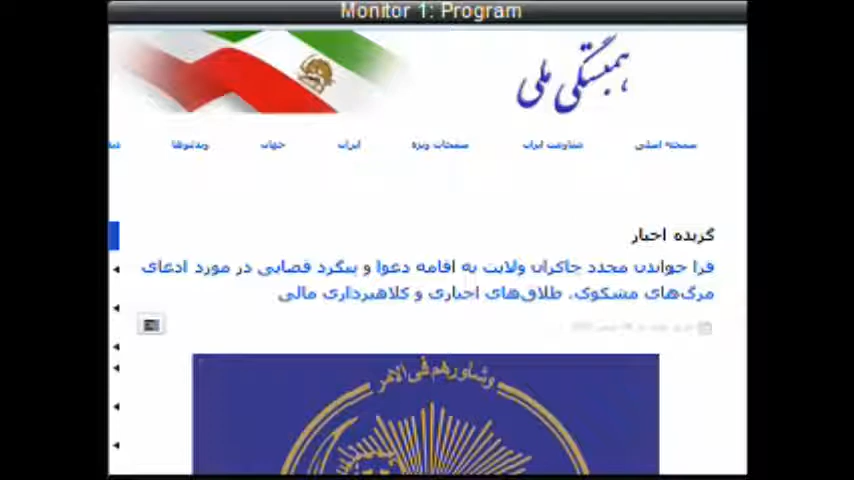 Monitor 1: Program
همبستگی ملی
صفحه اصلی
مقاومت ایران
صفحات ویژه
ایران
جهان
ویدئوها
گزیده اخبار
فرا خواندن مجدد چاکران ولایت به اقامه دعوا و پیگرد قضایی در مورد ادعای
مرگ‌های مشکوک، طلاق‌های اجباری و کلاهبرداری مالی
وشاورهم فی الامر